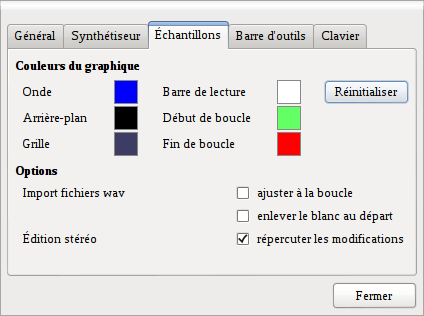 Général Synthétiseur Échantillons Barre d'outils Clavier
Couleurs du graphique
Onde Barre de lecture Réinitialiser
Arrière-plan Début de boucle
Grille Fin de boucle
Options
Import fichiers wav ajuster à la boucle
enlever le blanc au départ
Édition stéréo répercuter les modifications
Fermer